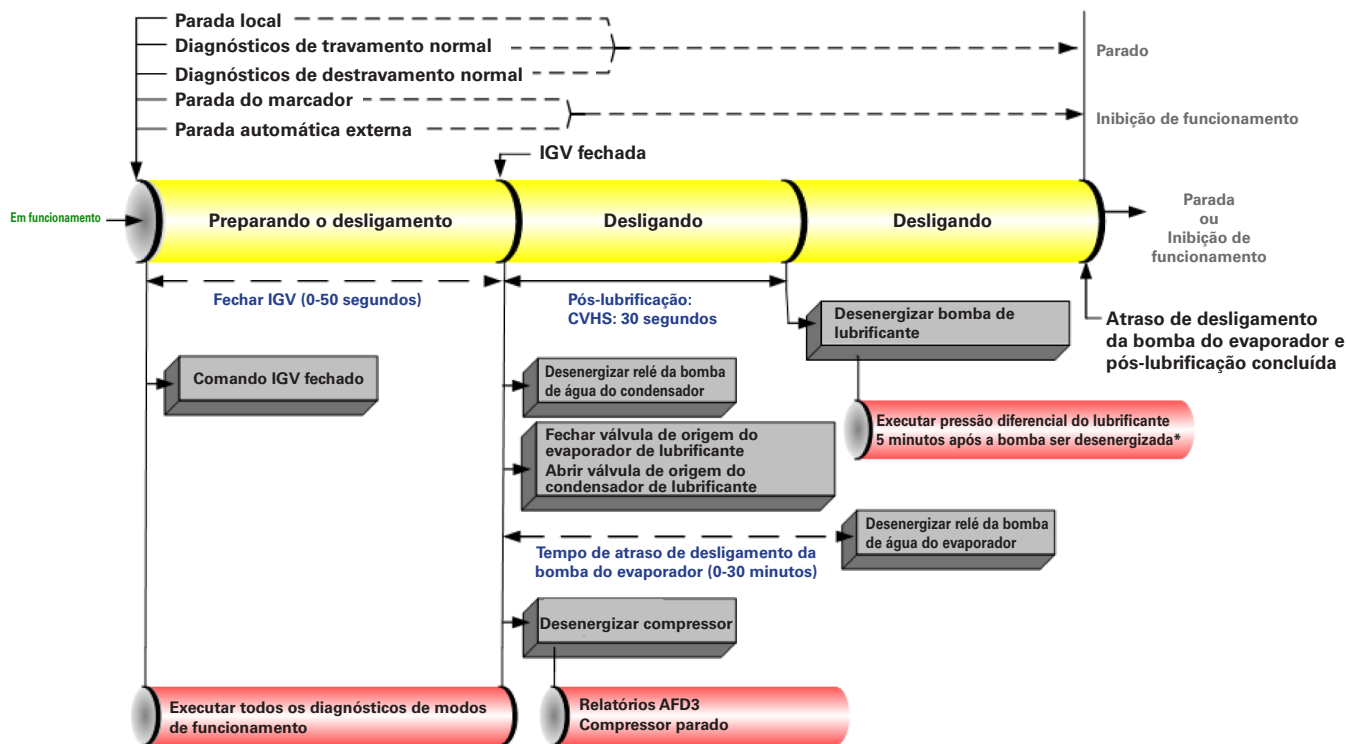 Parada local
Diagnósticos de travamento normal
Diagnósticos de destravamento normal
Parado
Parada do marcador
Parada automática externa
Inibição de funcionamento
IGV fechada
Em funcionamento
Preparando o desligamento
Desligando
Desligando
Parada
ou
Inibição de
funcionamento
Fechar IGV (0-50 segundos)
Pós-lubrificação:
CVHS: 30 segundos
Desenergizar bomba de
lubrificante
Atraso de desligamento
da bomba do evaporador e
pós-lubrificação concluída
Comando IGV fechado
Desenergizar relé da bomba
de água do condensador
Executar pressão diferencial do lubrificante
5 minutos após a bomba ser desenergizada*
Fechar válvula de origem do
evaporador de lubrificante
Abrir válvula de origem do
condensador de lubrificante
Desenergizar relé da bomba
de água do evaporador
Tempo de atraso de desligamento da
bomba do evaporador (0-30 minutos)
Desenergizar compressor
Executar todos os diagnósticos de modos
de funcionamento
Relatórios AFD3
Compressor parado